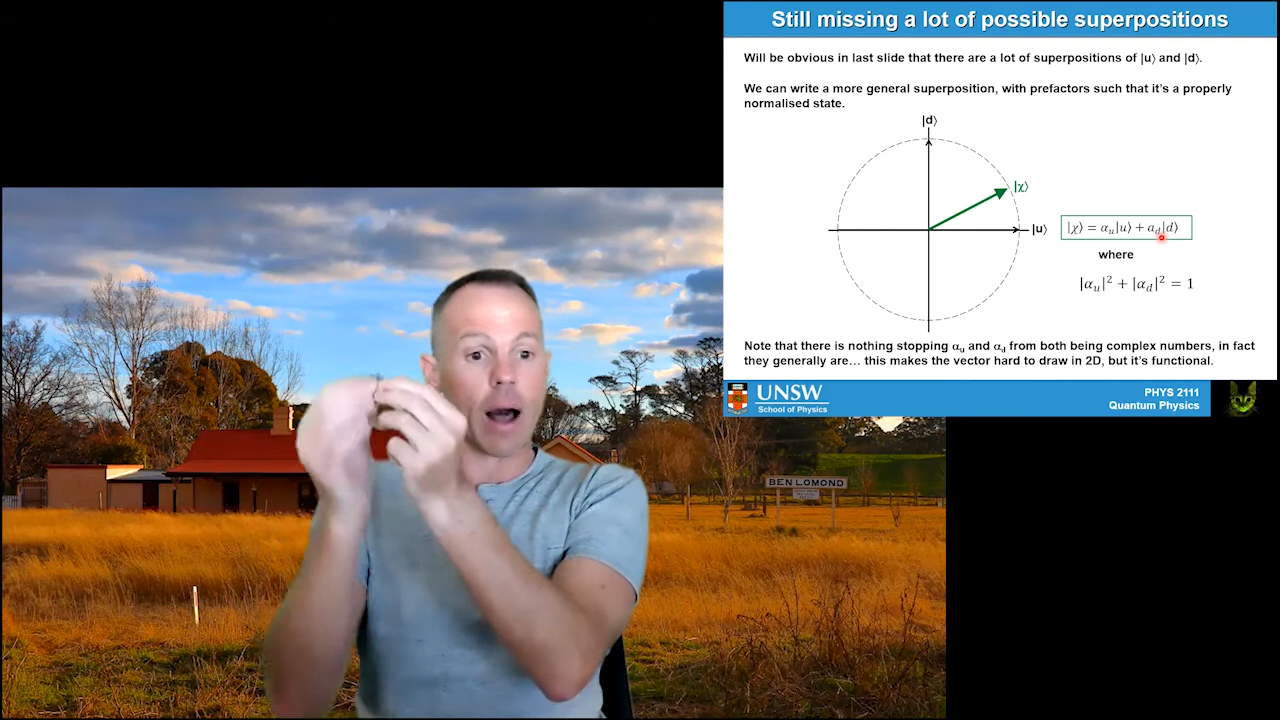 Still missing a lot of possible superpositions
Will be obvious in last slide that there are a lot of superpositions of |u⟩ and |d⟩.
We can write a more general superposition, with prefactors such that it's a properly
normalised state.
|d⟩
|χ⟩
|u⟩
|χ⟩ = α_u|u⟩ + a_d|d⟩
where
|α_u|² + |α_d|² = 1
Note that there is nothing stopping α_u and α_d from both being complex numbers, in fact
they generally are... this makes the vector hard to draw in 2D, but it's functional.
UNSW
School of Physics
PHYS 2111
Quantum Physics
BEN LOMOND